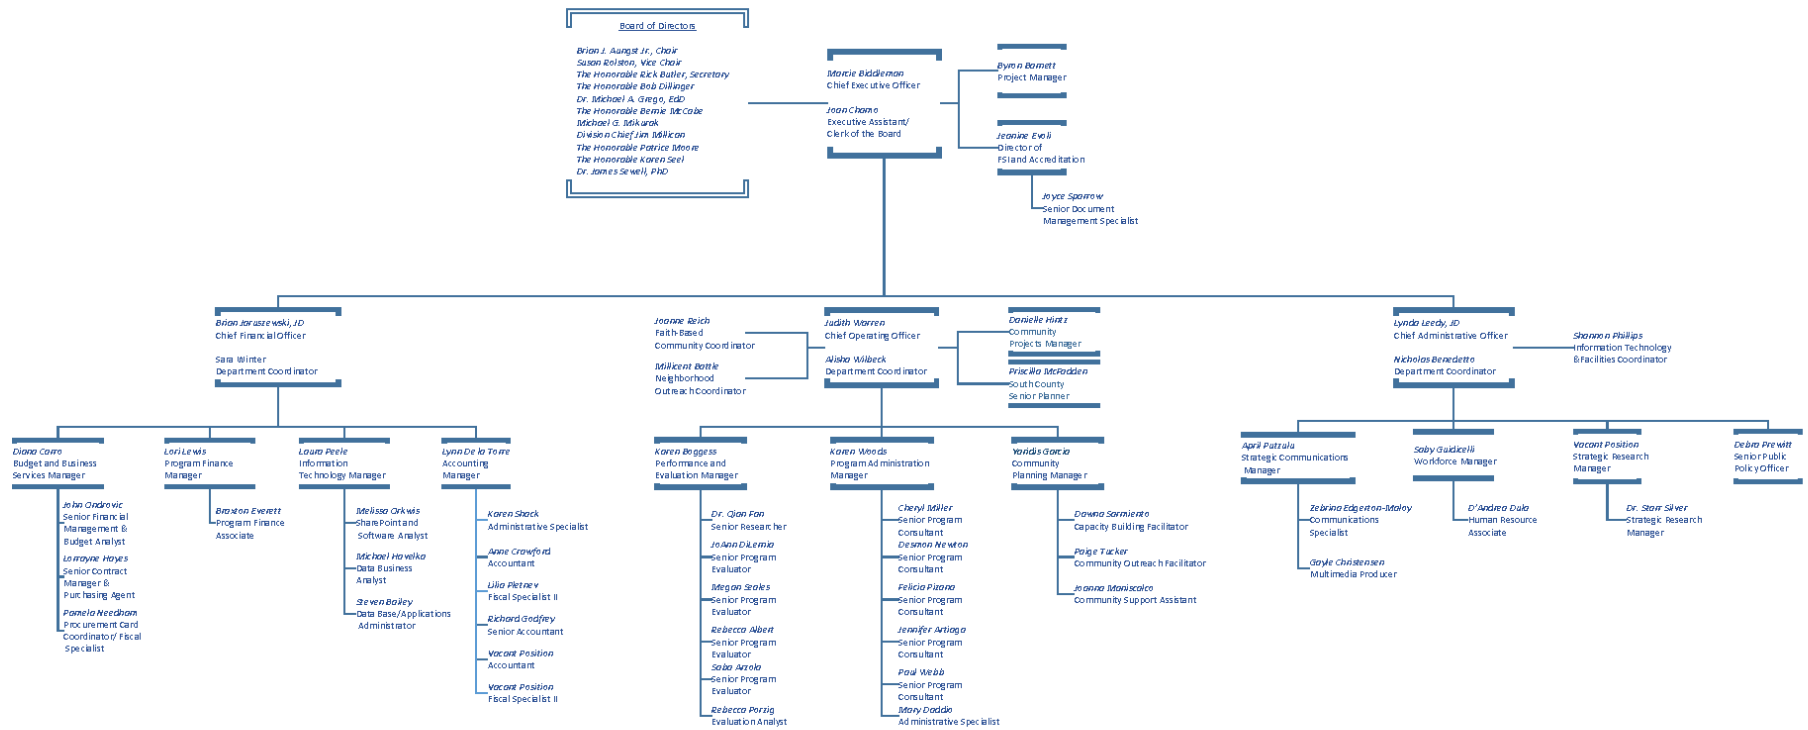 Board of Directors
Brian J. Aungst Jr., Chair
Susan Rolston, Vice Chair
The Honorable Rick Butler, Secretary
The Honorable Bob Dillinger
Dr. Michael A. Grego, EdD
The Honorable Bernie McCabe
Michael G. Mikurak
Division Chief Jim Millican
The Honorable Patrice Moore
The Honorable Karen Seel
Dr. James Sewell, PhD
Marcie Biddleman
Chief Executive Officer
Joan Chamo
Executive Assistant/
Clerk of the Board
Byron Barnett
Project Manager
Jeanine Evoli
Director of
FSI and Accreditation
Joyce Sparrow
Senior Document
Management Specialist
Brian Jaruszewski, JD
Chief Financial Officer
Sara Winter
Department Coordinator
Joanne Reich
Faith-Based
Community Coordinator
Millicent Battle
Neighborhood
Outreach Coordinator
Judith Warren
Chief Operating Officer
Alisha Wilbeck
Department Coordinator
Danielle Hintz
Community
Projects Manager
Priscilla McFadden
South County
Senior Planner
Lynda Leedy, JD
Chief Administrative Officer
Nicholas Benedetto
Department Coordinator
Shannon Phillips
Information Technology
& Facilities Coordinator
Diana Carro
Budget and Business
Services Manager
John Ondrovic
Senior Financial
Management &
Budget Analyst
Lorrayne Hayes
Senior Contract
Manager &
Purchasing Agent
Pamela Needham
Procurement Card
Coordinator/ Fiscal
Specialist
Lori Lewis
Program Finance
Manager
Braxton Everett
Program Finance
Associate
Laura Peele
Information
Technology Manager
Melissa Orkwis
SharePoint and
Software Analyst
Michael Havelka
Data Business
Analyst
Steven Bailey
Data Base/Applications
Administrator
Lynn De la Torre
Accounting
Manager
Karen Shack
Administrative Specialist
Anne Crawford
Accountant
Lilia Pletnev
Fiscal Specialist II
Richard Godfrey
Senior Accountant
Vacant Position
Accountant
Vacant Position
Fiscal Specialist II
Karen Boggess
Performance and
Evaluation Manager
Dr. Qian Fan
Senior Researcher
JoAnn DiLernia
Senior Program
Evaluator
Megan Scales
Senior Program
Evaluator
Rebecca Albert
Senior Program
Evaluator
Saba Arzola
Senior Program
Evaluator
Rebecca Porzig
Evaluation Analyst
Karen Woods
Program Administration
Manager
Cheryl Miller
Senior Program
Consultant
Desmon Newton
Senior Program
Consultant
Felicia Pizana
Senior Program
Consultant
Jennifer Artiaga
Senior Program
Consultant
Paul Webb
Senior Program
Consultant
Mary Daddio
Administrative Specialist
Yaridis Garcia
Community
Planning Manager
Dawna Sarmiento
Capacity Building Facilitator
Paige Tucker
Community Outreach Facilitator
Joanna Maniscalco
Community Support Assistant
April Putzulu
Strategic Communications
Manager
Zebrina Edgerton-Maloy
Communications
Specialist
Gayle Christensen
Multimedia Producer
Saby Guidicelli
Workforce Manager
D'Andrea Dula
Human Resource
Associate
Vacant Position
Strategic Research
Manager
Dr. Starr Silver
Strategic Research
Manager
Debra Prewitt
Senior Public
Policy Officer